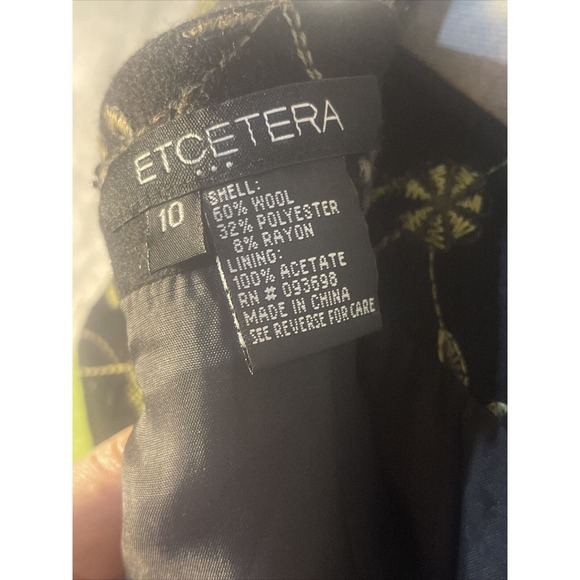 ETCETERA
...
10
SHELL:
60% WOOL
32% POLYESTER
8% RAYON
LINING:
100% ACETATE
RN # 093698
MADE IN CHINA
SEE REVERSE FOR CARE